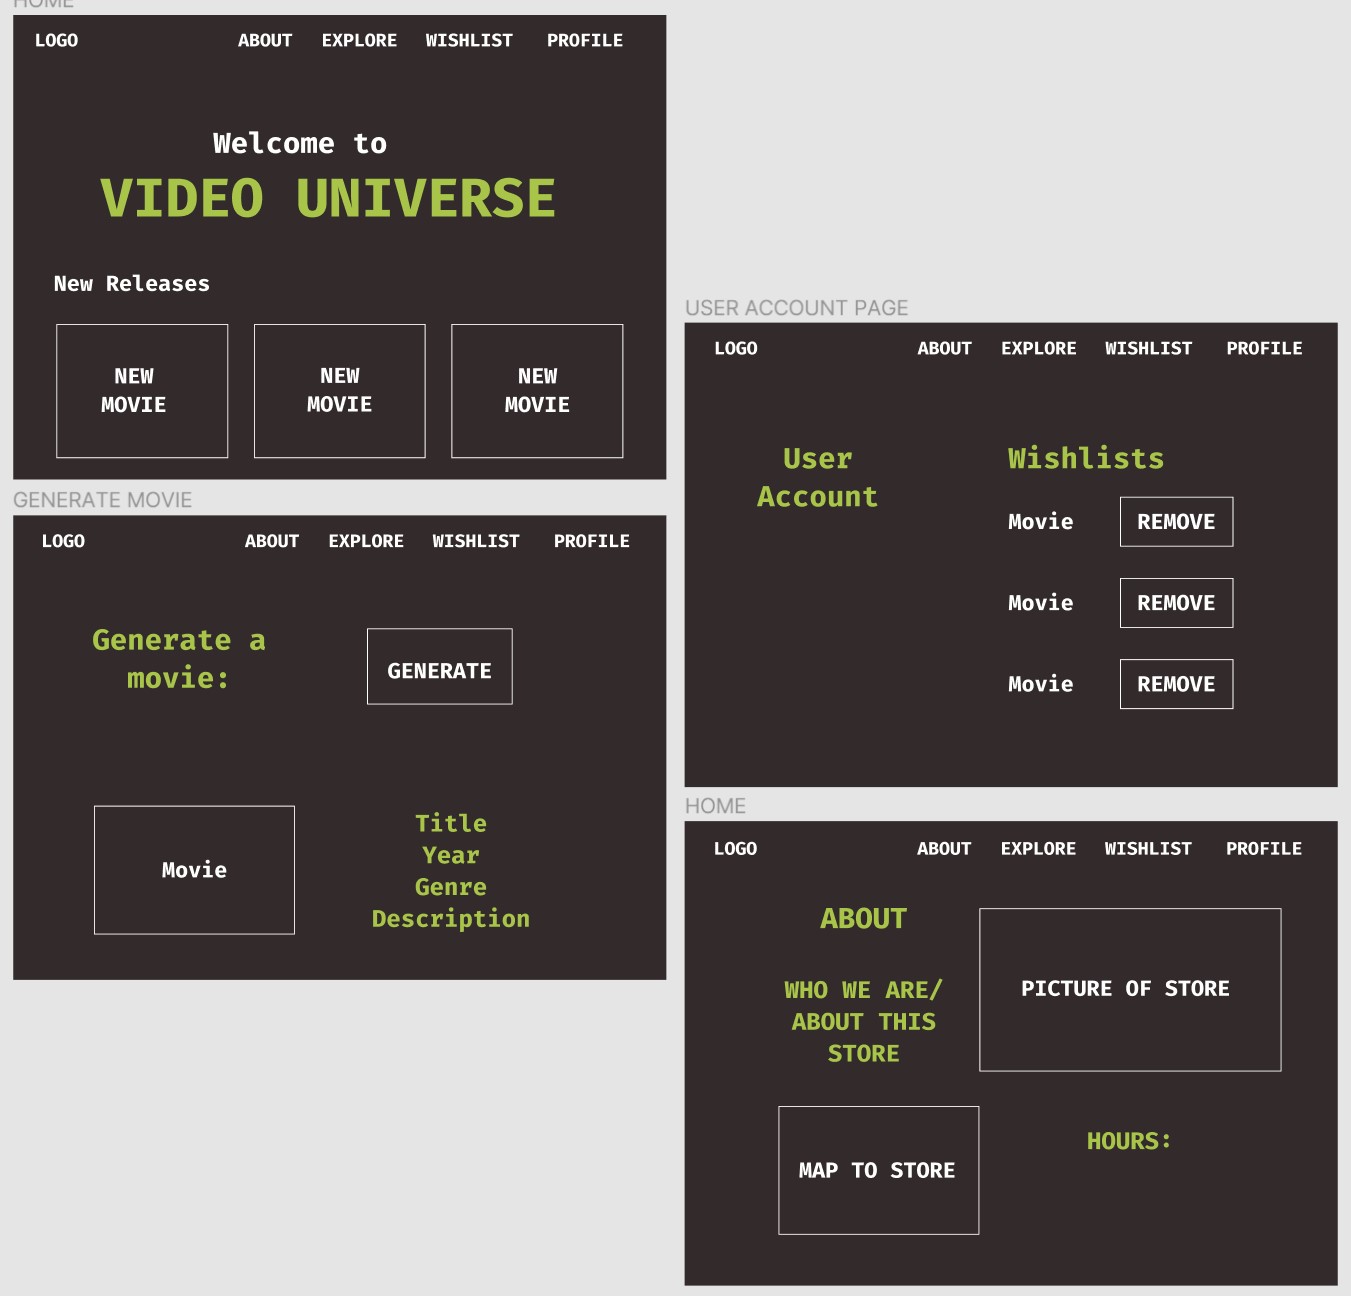 HOME
LOGO ABOUT EXPLORE WISHLIST PROFILE
Welcome to
VIDEO UNIVERSE
New Releases
NEW
MOVIE
NEW
MOVIE
NEW
MOVIE
GENERATE MOVIE
LOGO ABOUT EXPLORE WISHLIST PROFILE
Generate a
movie:
GENERATE
Movie
Title
Year
Genre
Description
USER ACCOUNT PAGE
LOGO ABOUT EXPLORE WISHLIST PROFILE
User
Account
Wishlists
Movie REMOVE
Movie REMOVE
Movie REMOVE
HOME
LOGO ABOUT EXPLORE WISHLIST PROFILE
ABOUT
WHO WE ARE/
ABOUT THIS
STORE
PICTURE OF STORE
MAP TO STORE
HOURS: